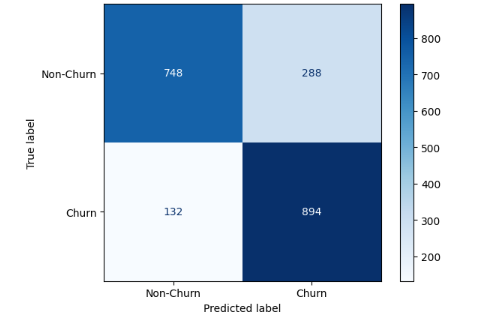 Non-Churn
748
288
Churn
132
894
True label
Non-Churn
Churn
Predicted label
800
700
600
500
400
300
200